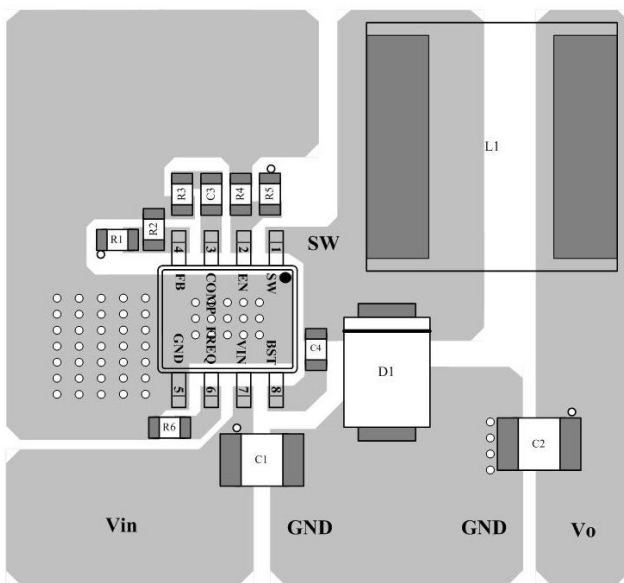 L1
R3
C3
R4
R5
R1
R2
SW
4
3
2
1
FB
COMP
EN
SW
GND
FREQ
VIN
BST
C4
D1
5
6
7
8
R6
C1
C2
Vin
GND
GND
Vo